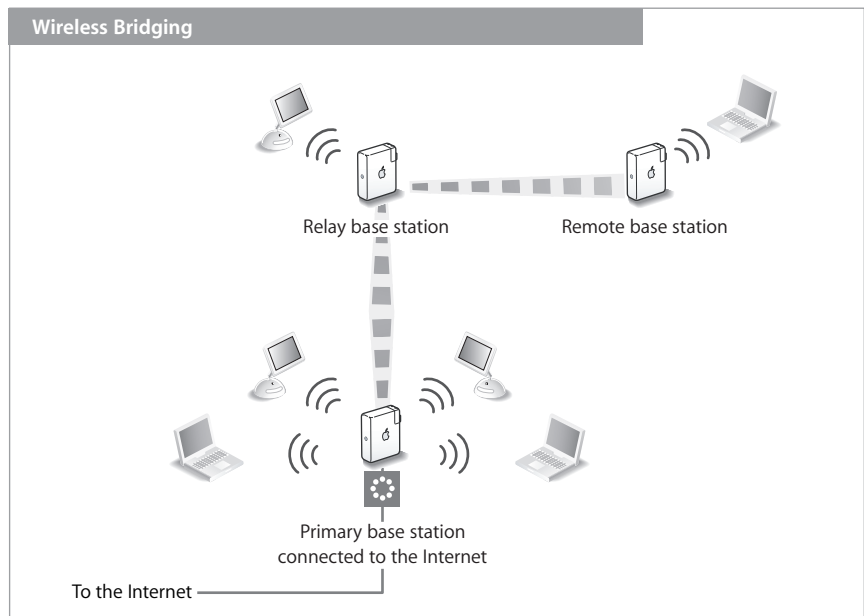 Wireless Bridging
Relay base station
Remote base station
Primary base station
connected to the Internet
To the Internet